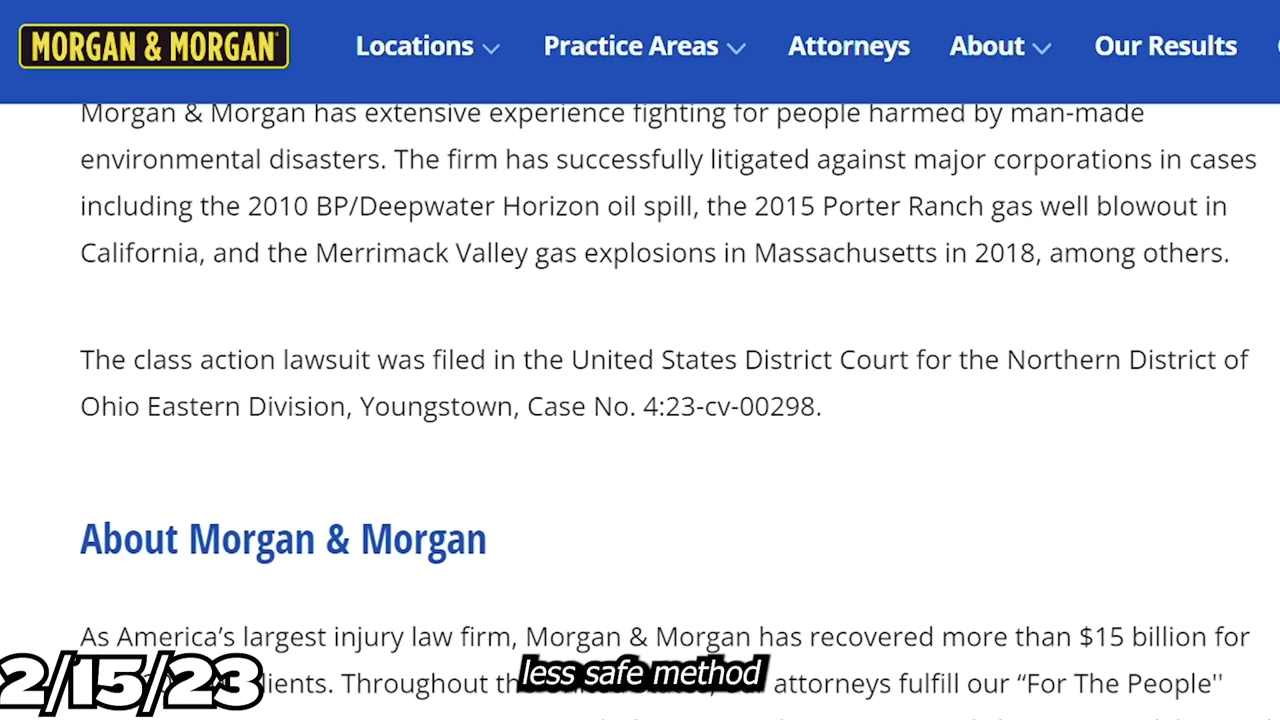 MORGAN & MORGAN
Locations Practice Areas Attorneys About Our Results
Morgan & Morgan has extensive experience fighting for people harmed by man-made
environmental disasters. The firm has successfully litigated against major corporations in cases
including the 2010 BP/Deepwater Horizon oil spill, the 2015 Porter Ranch gas well blowout in
California, and the Merrimack Valley gas explosions in Massachusetts in 2018, among others.
The class action lawsuit was filed in the United States District Court for the Northern District of
Ohio Eastern Division, Youngstown, Case No. 4:23-cv-00298.
About Morgan & Morgan
As America’s largest injury law firm, Morgan & Morgan has recovered more than $15 billion for
attorneys fulfill our “For The People''
2/15/23
less safe method